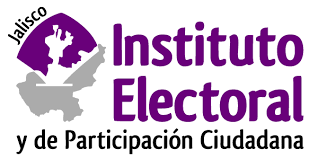 Jalisco
Instituto
Electoral
y de Participación Ciudadana